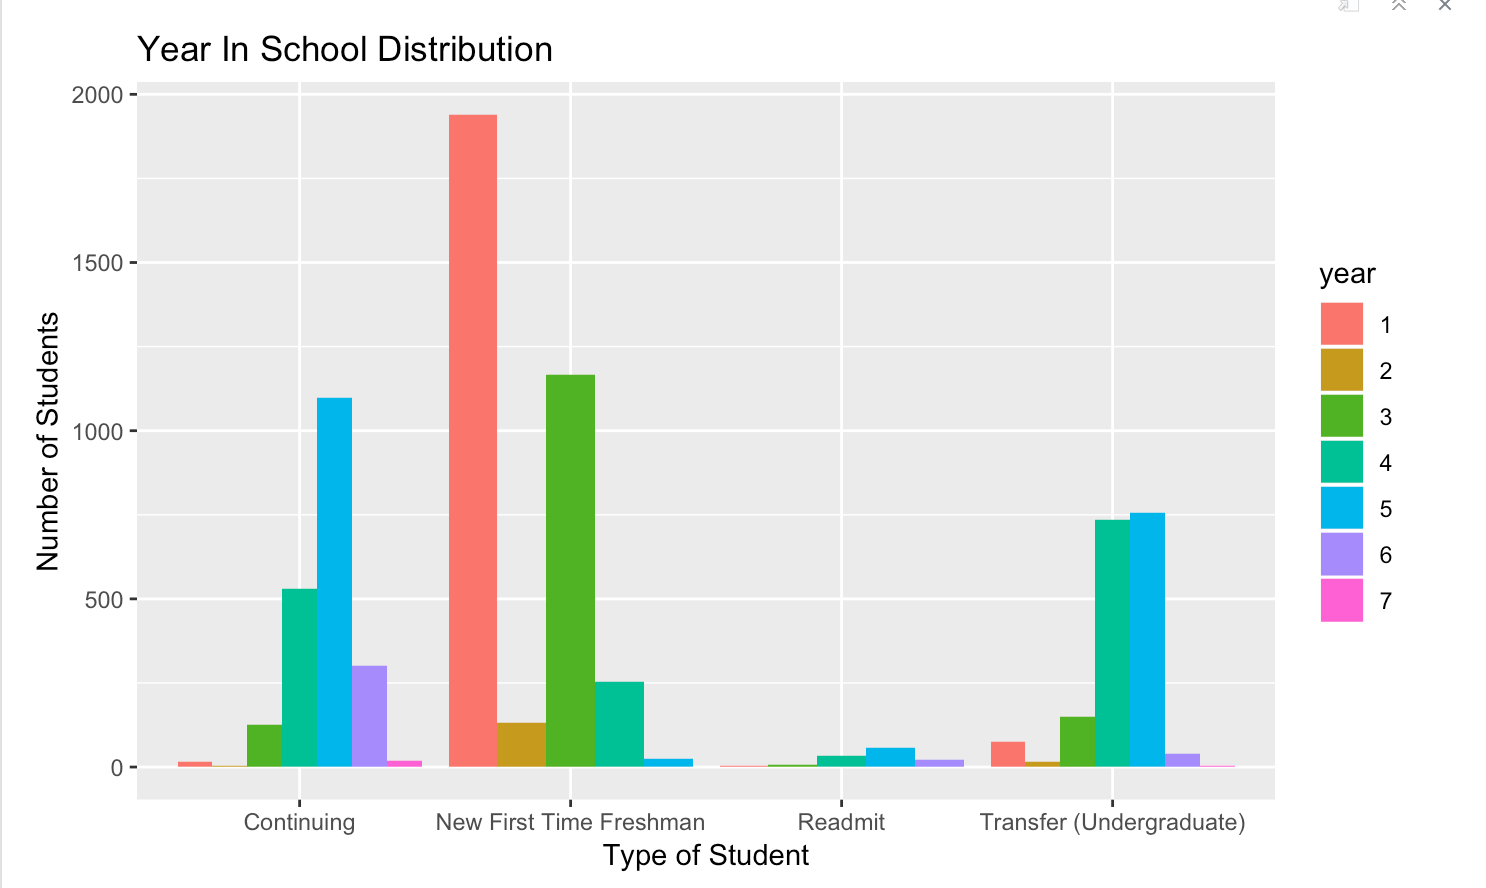 Year In School Distribution
2000
1500
1000
500
0
Number of Students
Continuing
New First Time Freshman
Readmit
Transfer (Undergraduate)
Type of Student
year
1
2
3
4
5
6
7